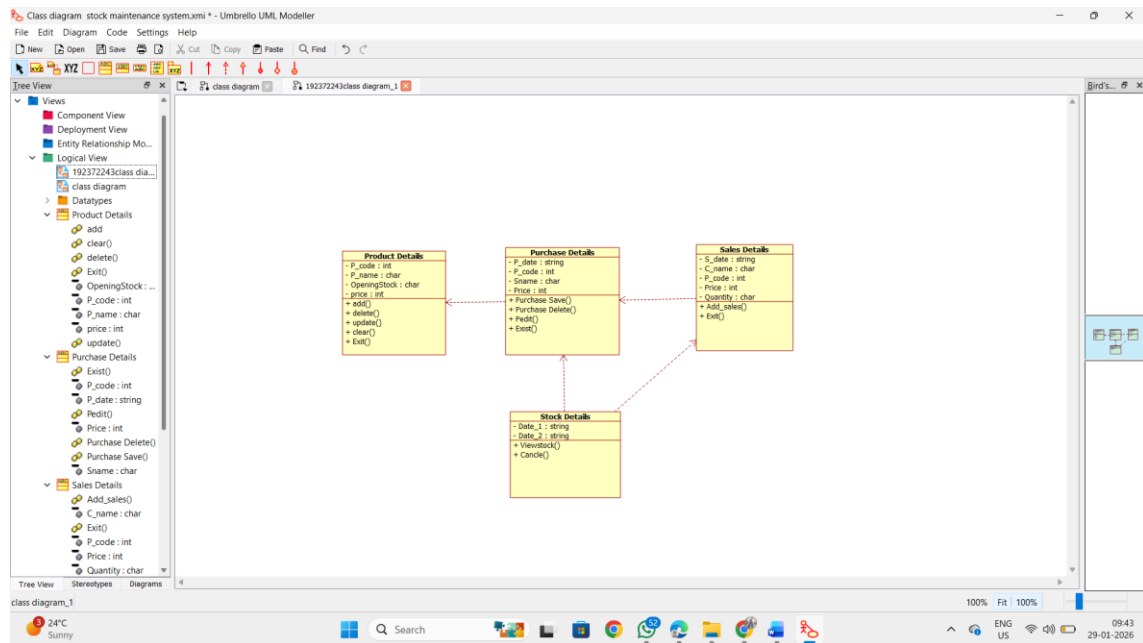 Class diagram stock maintenance system.xmi * - Umbrello UML Modeller
File Edit Diagram Code Settings Help
New Open Save Cut Copy Paste Find
XYZ
Tree View
class diagram
192372243class diagram_1
Bird's...
Views
Component View
Deployment View
Entity Relationship Mo...
Logical View
192372243class dia...
class diagram
Datatypes
Product Details
add
clear()
delete()
Exit()
OpeningStock : ...
P_code : int
P_name : char
price : int
update()
Purchase Details
Exist()
P_code : int
P_date : string
Pedit()
Price : int
Purchase Delete()
Purchase Save()
Sname : char
Sales Details
Add_sales()
C_name : char
Exit()
P_code : int
Price : int
Quantity : char
Tree View Stereotypes Diagrams
Product Details
- P_code : int
- P_name : char
- OpeningStock : char
- price : int
+ add()
+ delete()
+ update()
+ clear()
+ Exit()
Purchase Details
- P_date : string
- P_code : int
- Sname : char
- Price : int
+ Purchase Save()
+ Purchase Delete()
+ Pedit()
+ Exist()
Sales Details
- S_date : string
- C_name : char
- P_code : int
- Price : int
- Quantity : char
+ Add_sales()
+ Exit()
Stock Details
- Date_1 : string
- Date_2 : string
+ Viewstock()
+ Cancle()
class diagram_1
100% Fit 100%
3
24°C
Sunny
Search
52
ENG
US
09:43
29-01-2026